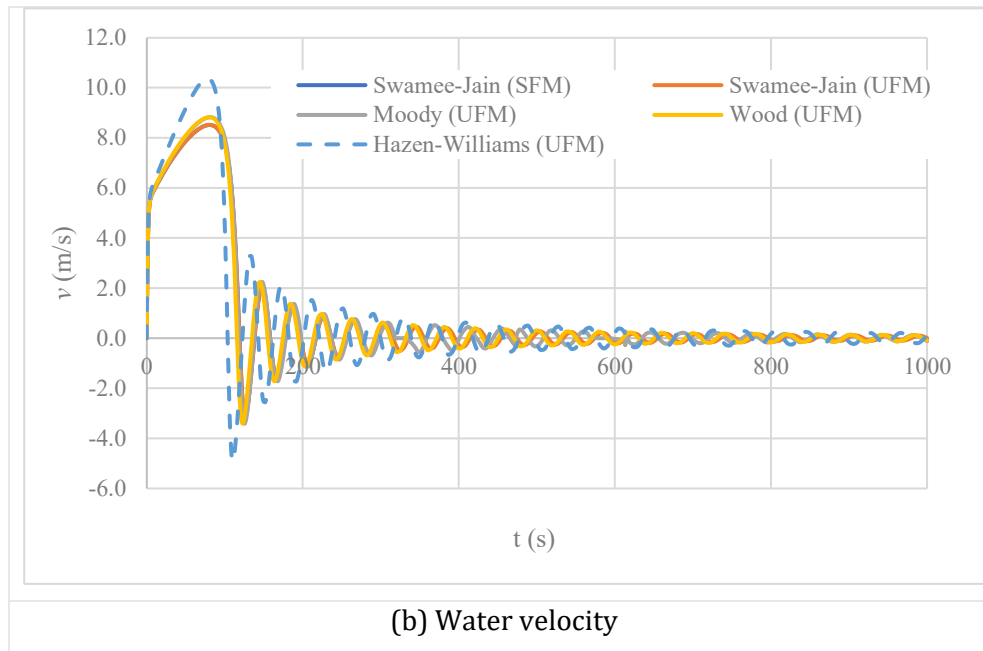 12.0
10.0
8.0
6.0
4.0
2.0
0.0
-2.0
-4.0
-6.0
v (m/s)
Swamee-Jain (SFM) Swamee-Jain (UFM)
Moody (UFM) Wood (UFM)
Hazen-Williams (UFM)
0 200 400 600 800 1000
t (s)
(b) Water velocity